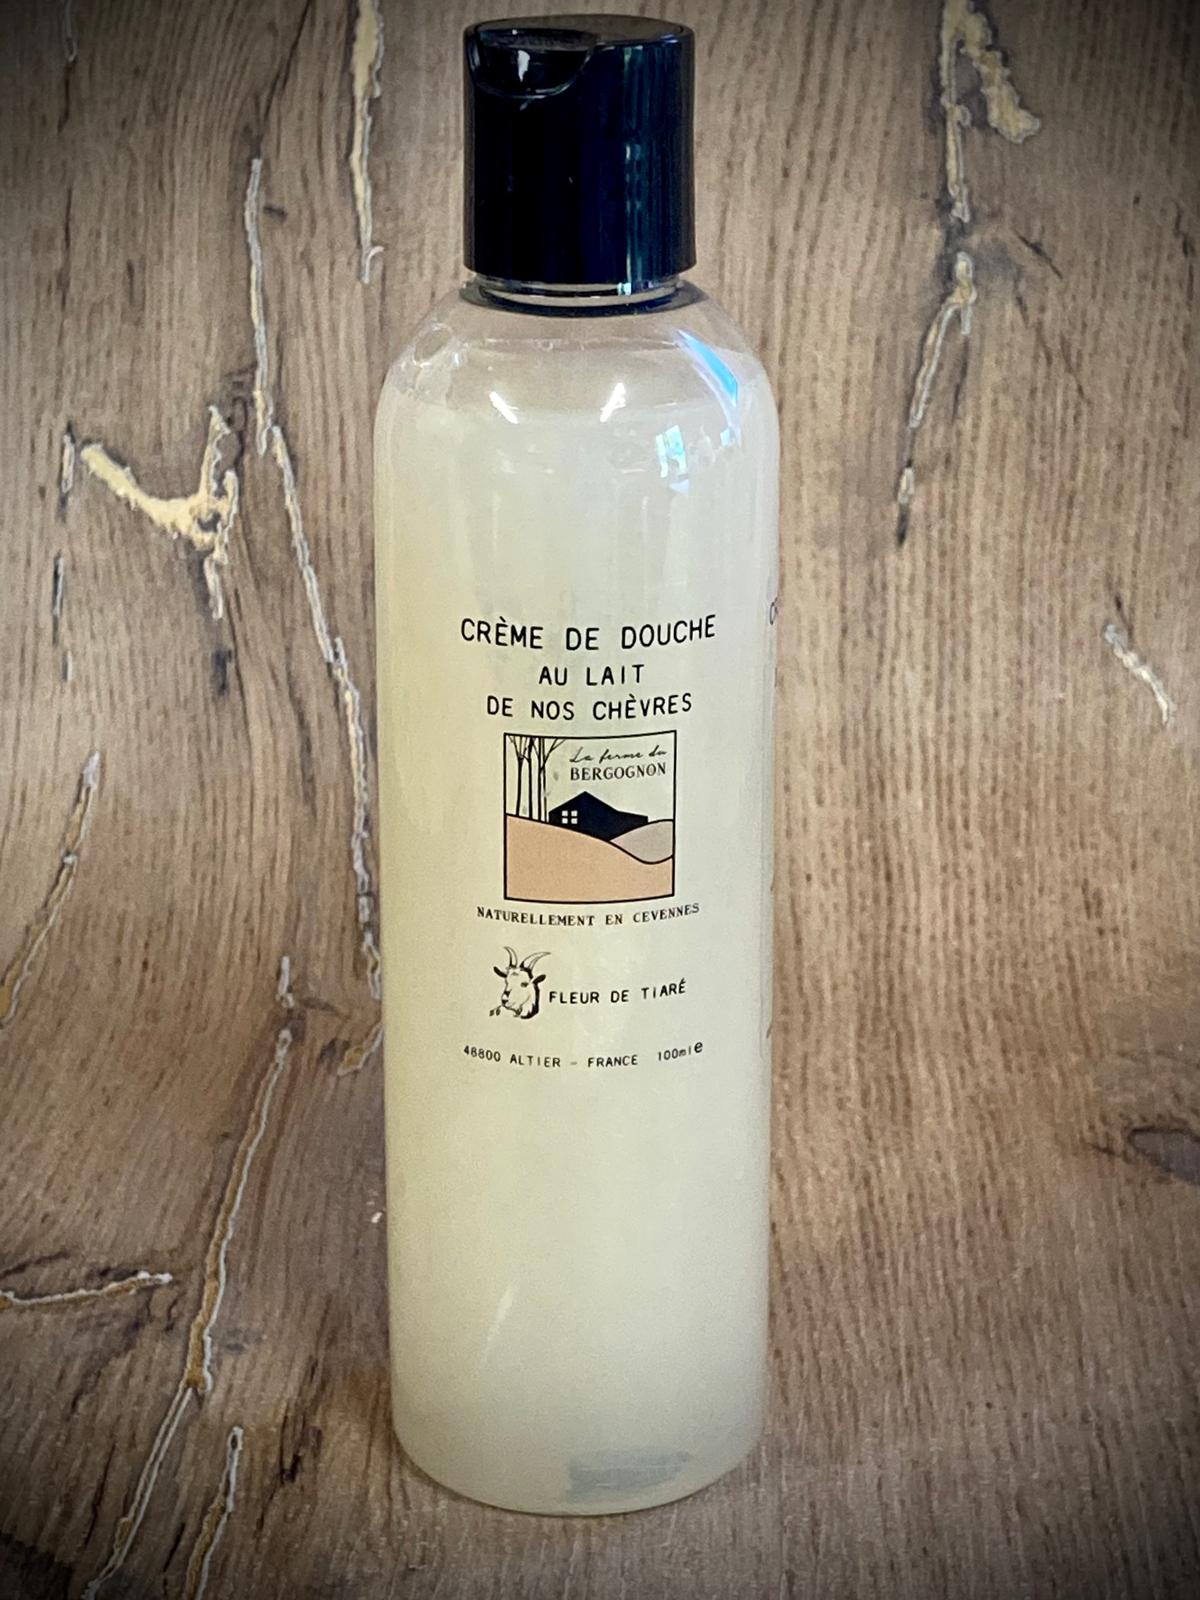 CRÈME DE DOUCHE
AU LAIT
DE NOS CHÈVRES
La ferme du
BERGOGNON
NATURELLEMENT EN CEVENNES
FLEUR DE TIARÉ
48800 ALTIER - FRANCE 100ml e